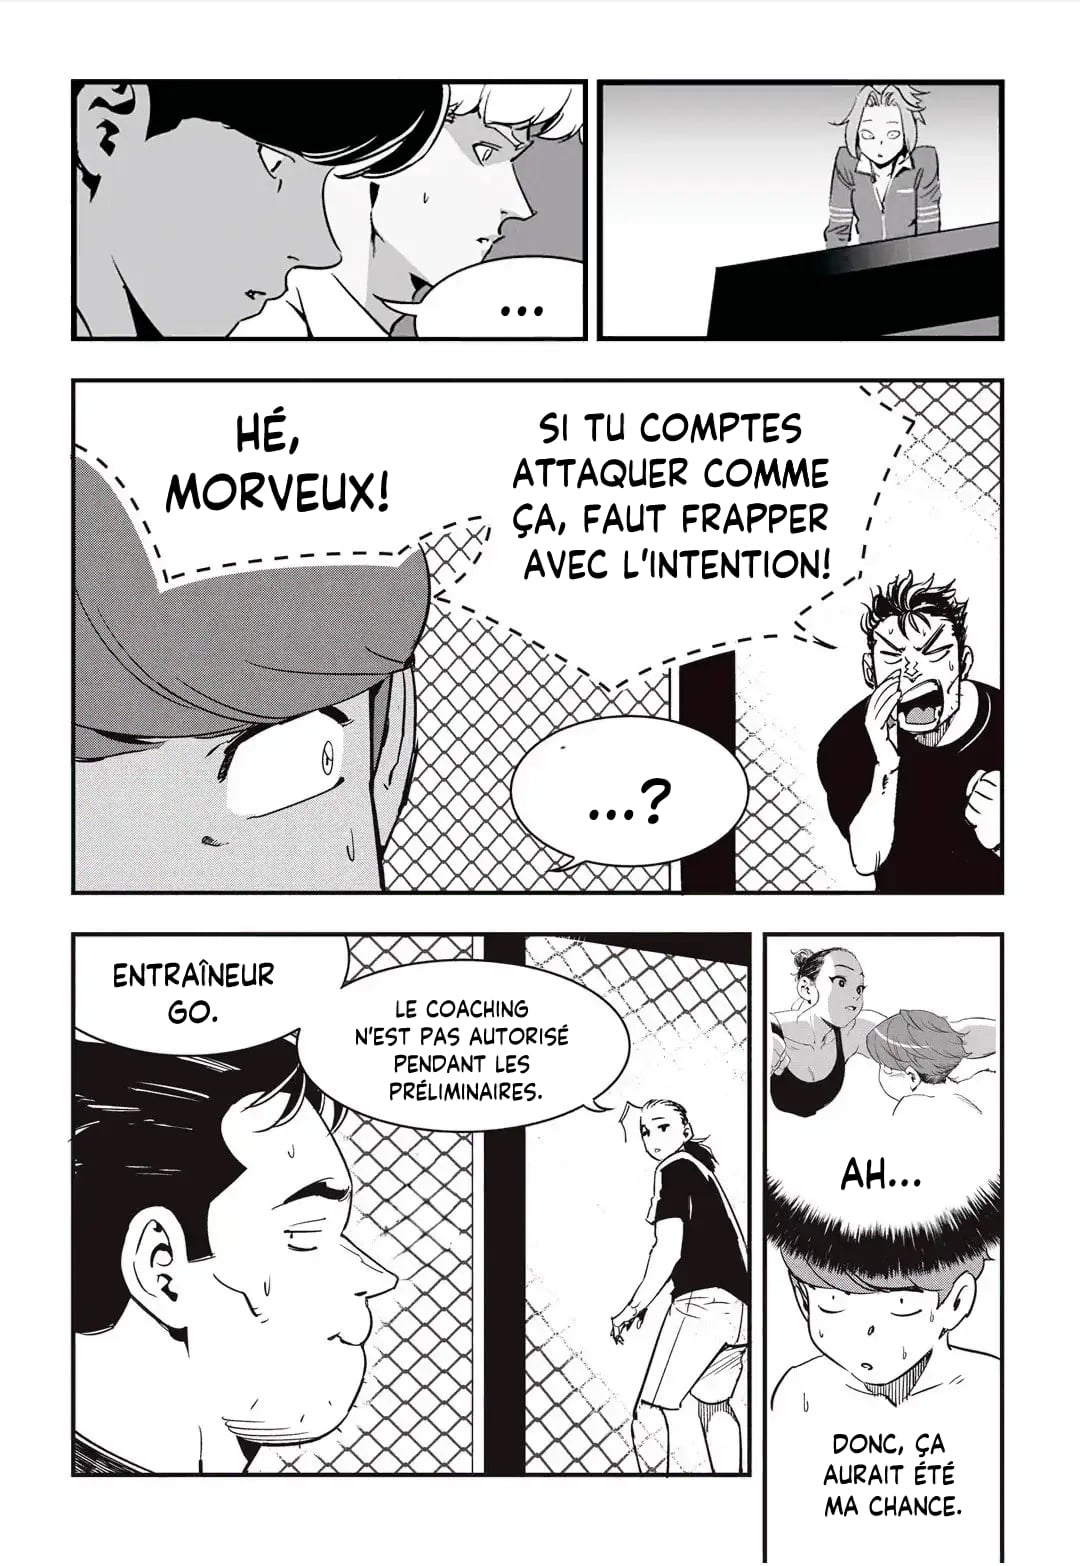 ...
HÉ,
MORVEUX!
SI TU COMPTES
ATTAQUER COMME
ÇA, FAUT FRAPPER
AVEC L'INTENTION!
...?
ENTRAÎNEUR
GO.
LE COACHING
N'EST PAS AUTORISÉ
PENDANT LES
PRÉLIMINAIRES.
AH...
DONC, ÇA
AURAIT ÉTÉ
MA CHANCE.